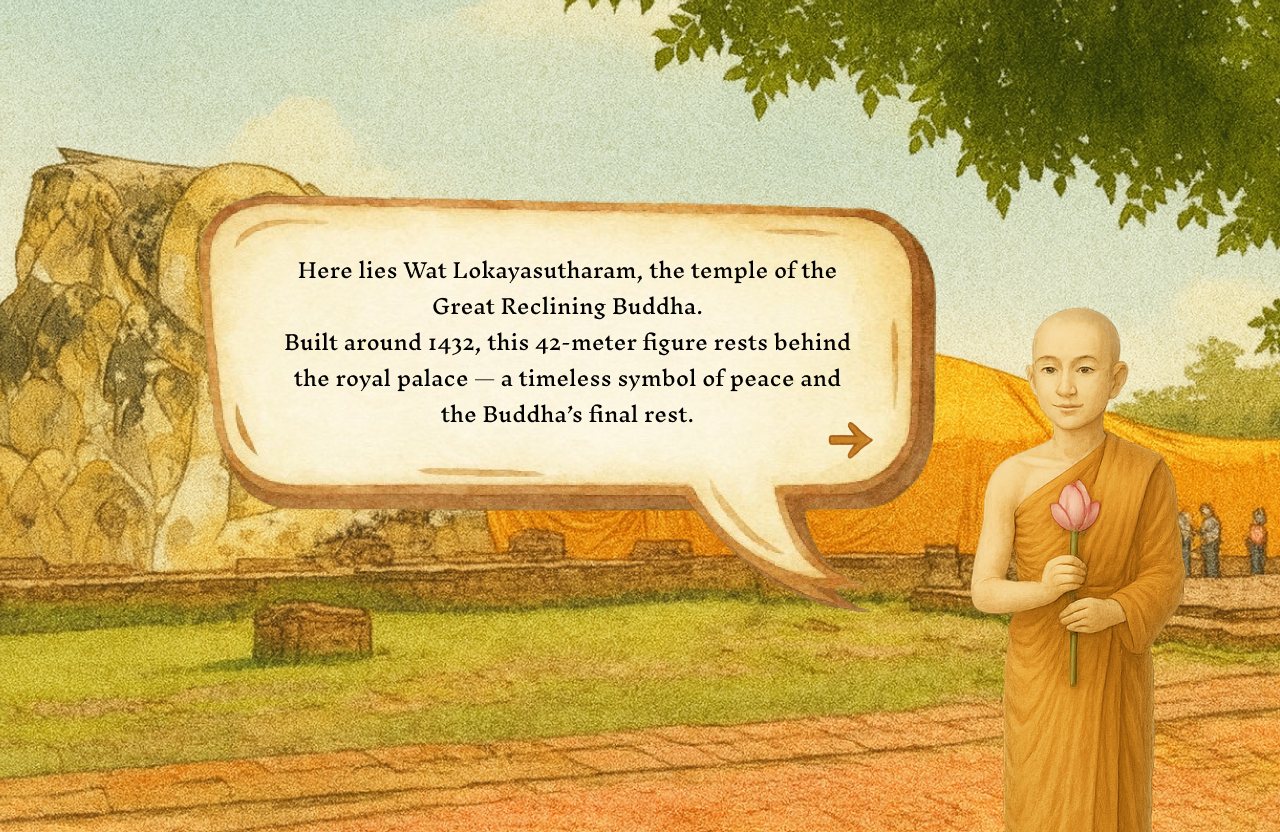 Here lies Wat Lokayasutharam, the temple of the
Great Reclining Buddha.
Built around 1432, this 42-meter figure rests behind
the royal palace — a timeless symbol of peace and
the Buddha’s final rest.